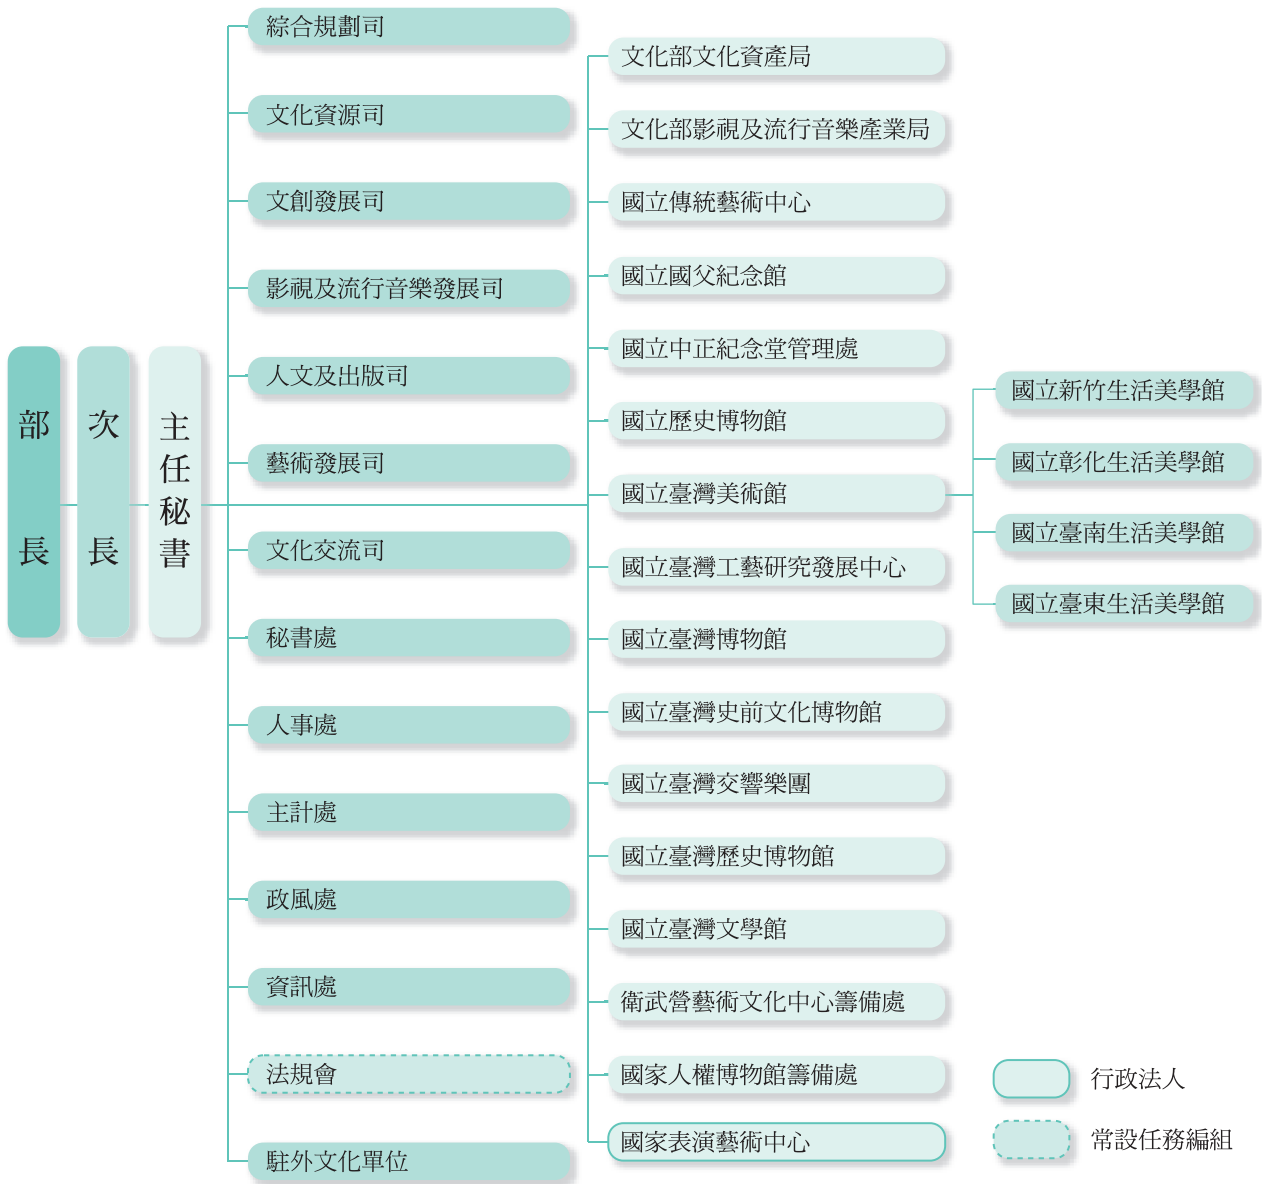 部長
次長
主任秘書
綜合規劃司
文化資源司
文創發展司
影視及流行音樂發展司
人文及出版司
藝術發展司
文化交流司
秘書處
人事處
主計處
政風處
資訊處
法規會
駐外文化單位
文化部文化資產局
文化部影視及流行音樂產業局
國立傳統藝術中心
國立國父紀念館
國立中正紀念堂管理處
國立歷史博物館
國立臺灣美術館
國立臺灣工藝研究發展中心
國立臺灣博物館
國立臺灣史前文化博物館
國立臺灣交響樂團
國立臺灣歷史博物館
國立臺灣文學館
衛武營藝術文化中心籌備處
國家人權博物館籌備處
國家表演藝術中心
國立新竹生活美學館
國立彰化生活美學館
國立臺南生活美學館
國立臺東生活美學館
行政法人
常設任務編組